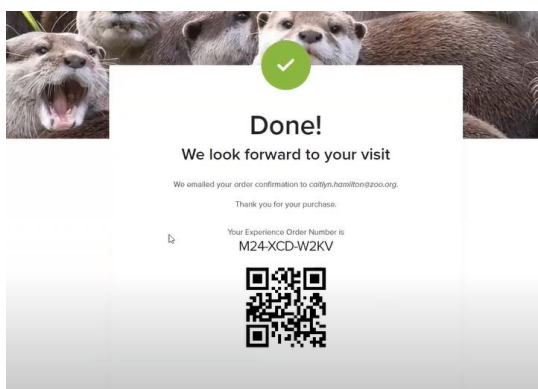 Done!
We look forward to your visit
We emailed your order confirmation to caitlyn.hamilton@zoo.org.
Thank you for your purchase.
Your Experience Order Number is
M24-XCD-W2KV